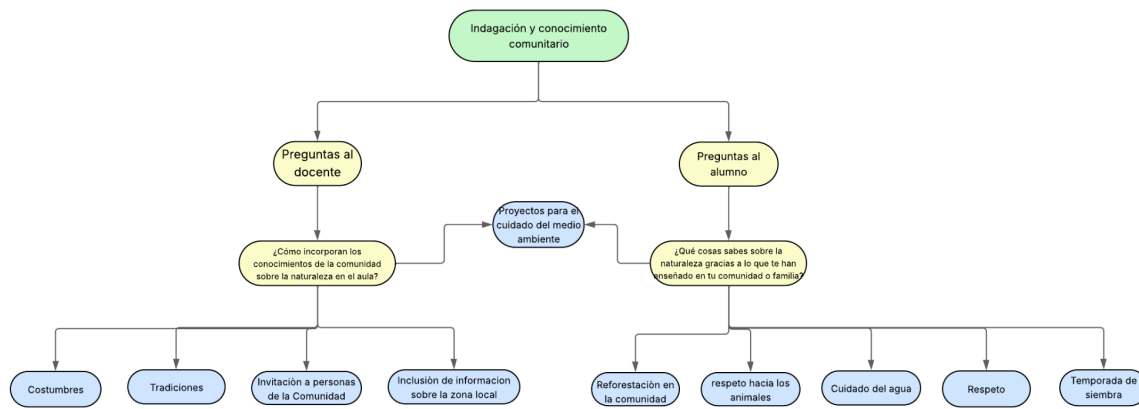 Indagación y conocimiento
comunitario
Preguntas al
docente
Preguntas al
alumno
Proyectos para el
cuidado del medio
ambiente
¿Cómo incorporan los
conocimientos de la comunidad
sobre la naturaleza en el aula?
¿Qué cosas sabes sobre la
naturaleza gracias a lo que te han
enseñado en tu comunidad o familia?
Costumbres
Tradiciones
Invitaciòn a personas
de la Comunidad
Inclusiòn de informacion
sobre la zona local
Reforestaciòn en
la comunidad
respeto hacia los
animales
Cuidado del agua
Respeto
Temporada de
siembra